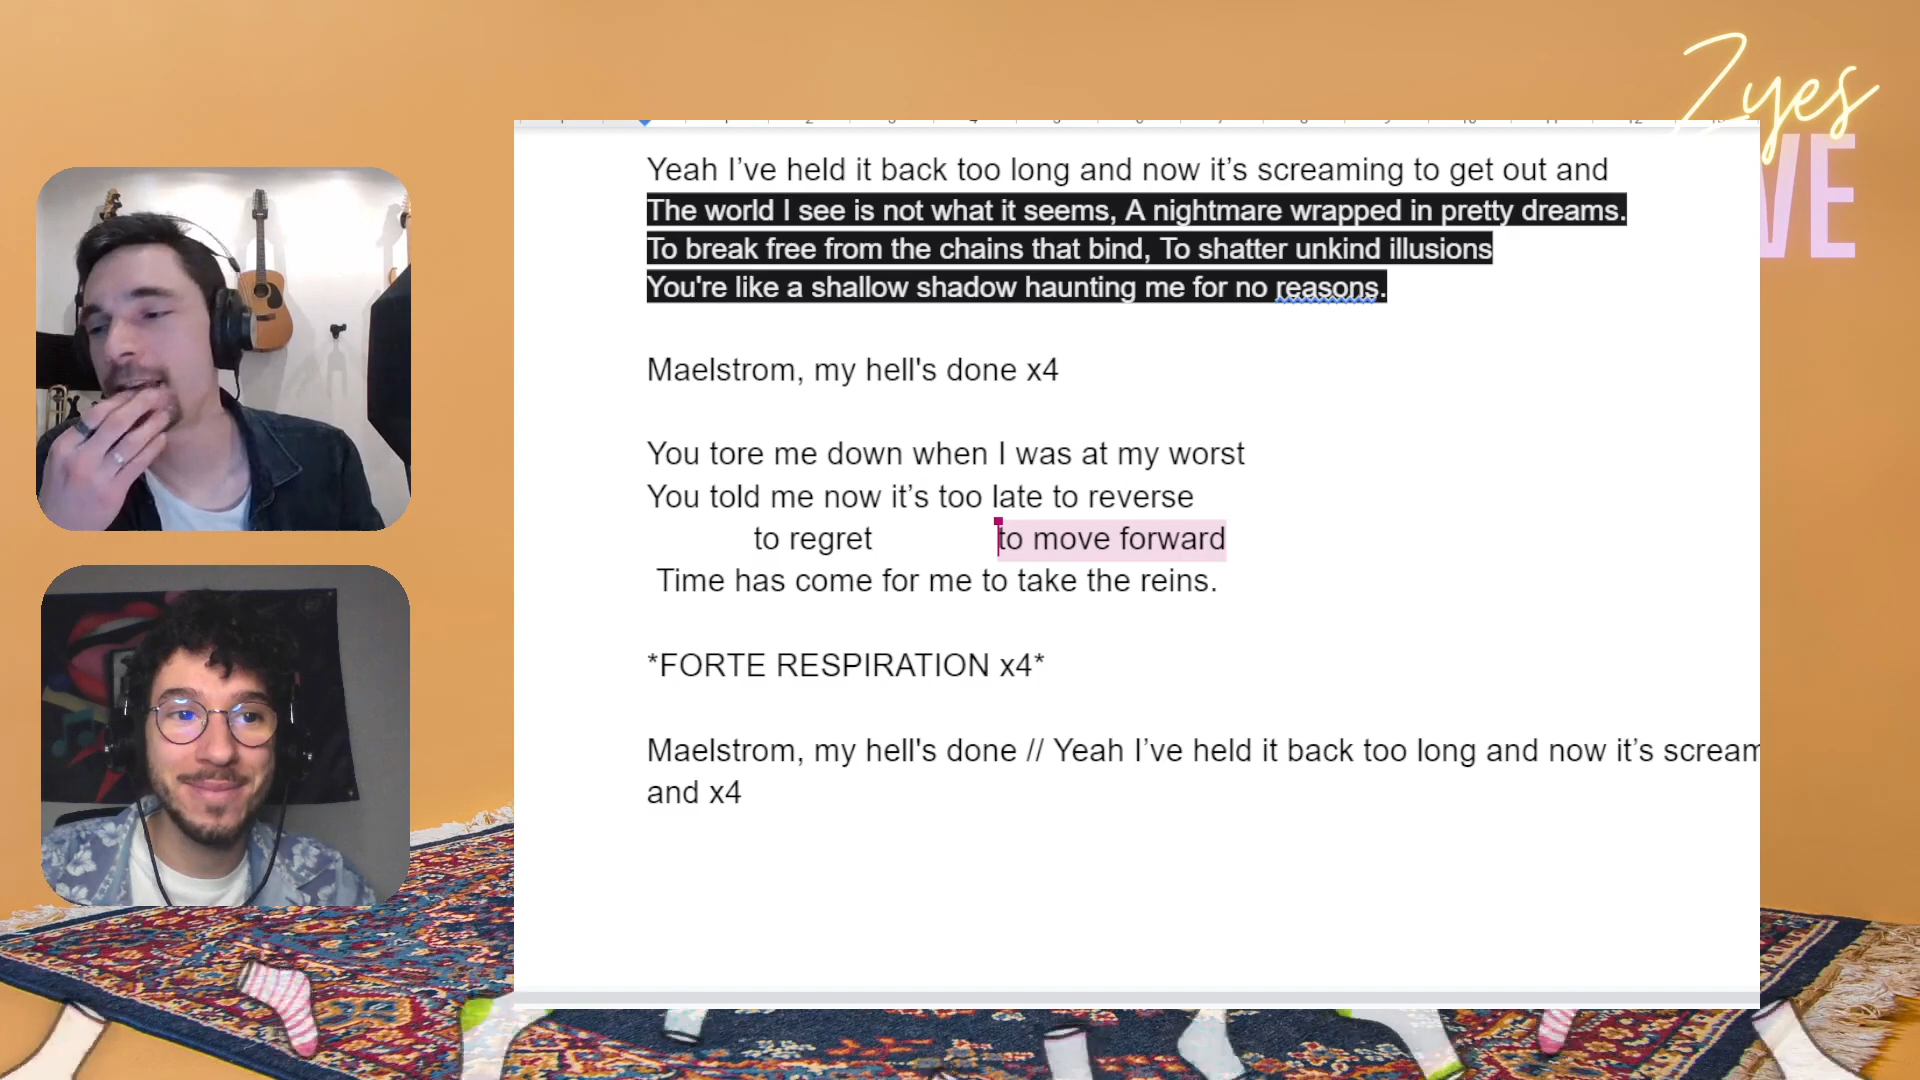 Zyes
VE
Yeah I’ve held it back too long and now it’s screaming to get out and
The world I see is not what it seems, A nightmare wrapped in pretty dreams.
To break free from the chains that bind, To shatter unkind illusions
You're like a shallow shadow haunting me for no reasons.
Maelstrom, my hell's done x4
You tore me down when I was at my worst
You told me now it’s too late to reverse
to regret to move forward
Time has come for me to take the reins.
*FORTE RESPIRATION x4*
Maelstrom, my hell's done // Yeah I’ve held it back too long and now it’s scream
and x4